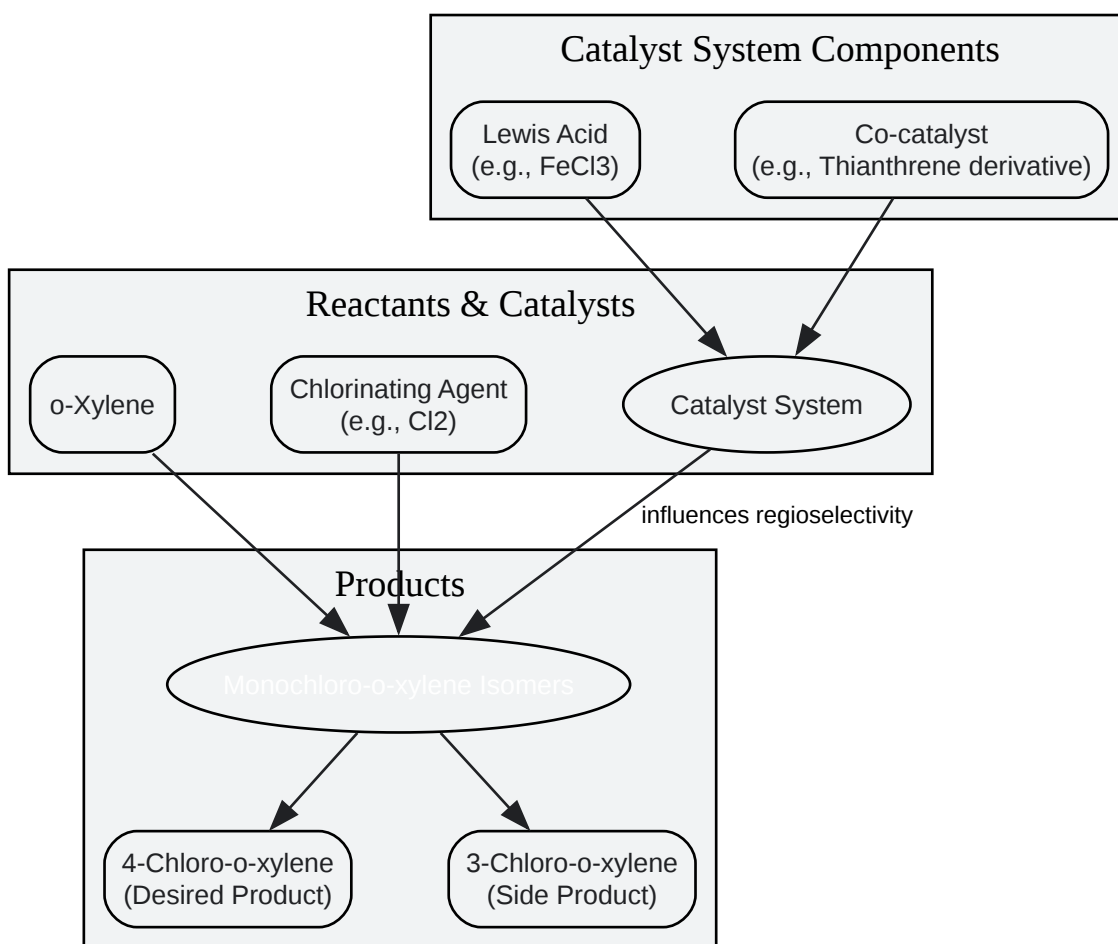 Catalyst System Components
Lewis Acid
(e.g., FeCl3)
Co-catalyst
(e.g., Thianthrene derivative)
Reactants & Catalysts
o-Xylene
Chlorinating Agent
(e.g., Cl2)
Catalyst System
influences regioselectivity
Products
Monochloro-o-xylene Isomers
4-Chloro-o-xylene
(Desired Product)
3-Chloro-o-xylene
(Side Product)